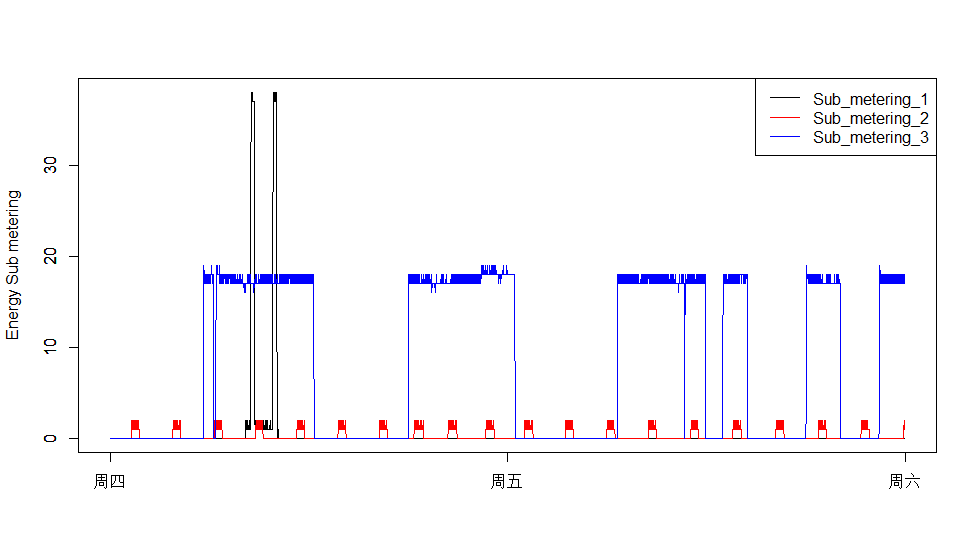 Sub_metering_1
Sub_metering_2
Sub_metering_3
Energy Sub metering
30
20
10
0
周四 周五 周六